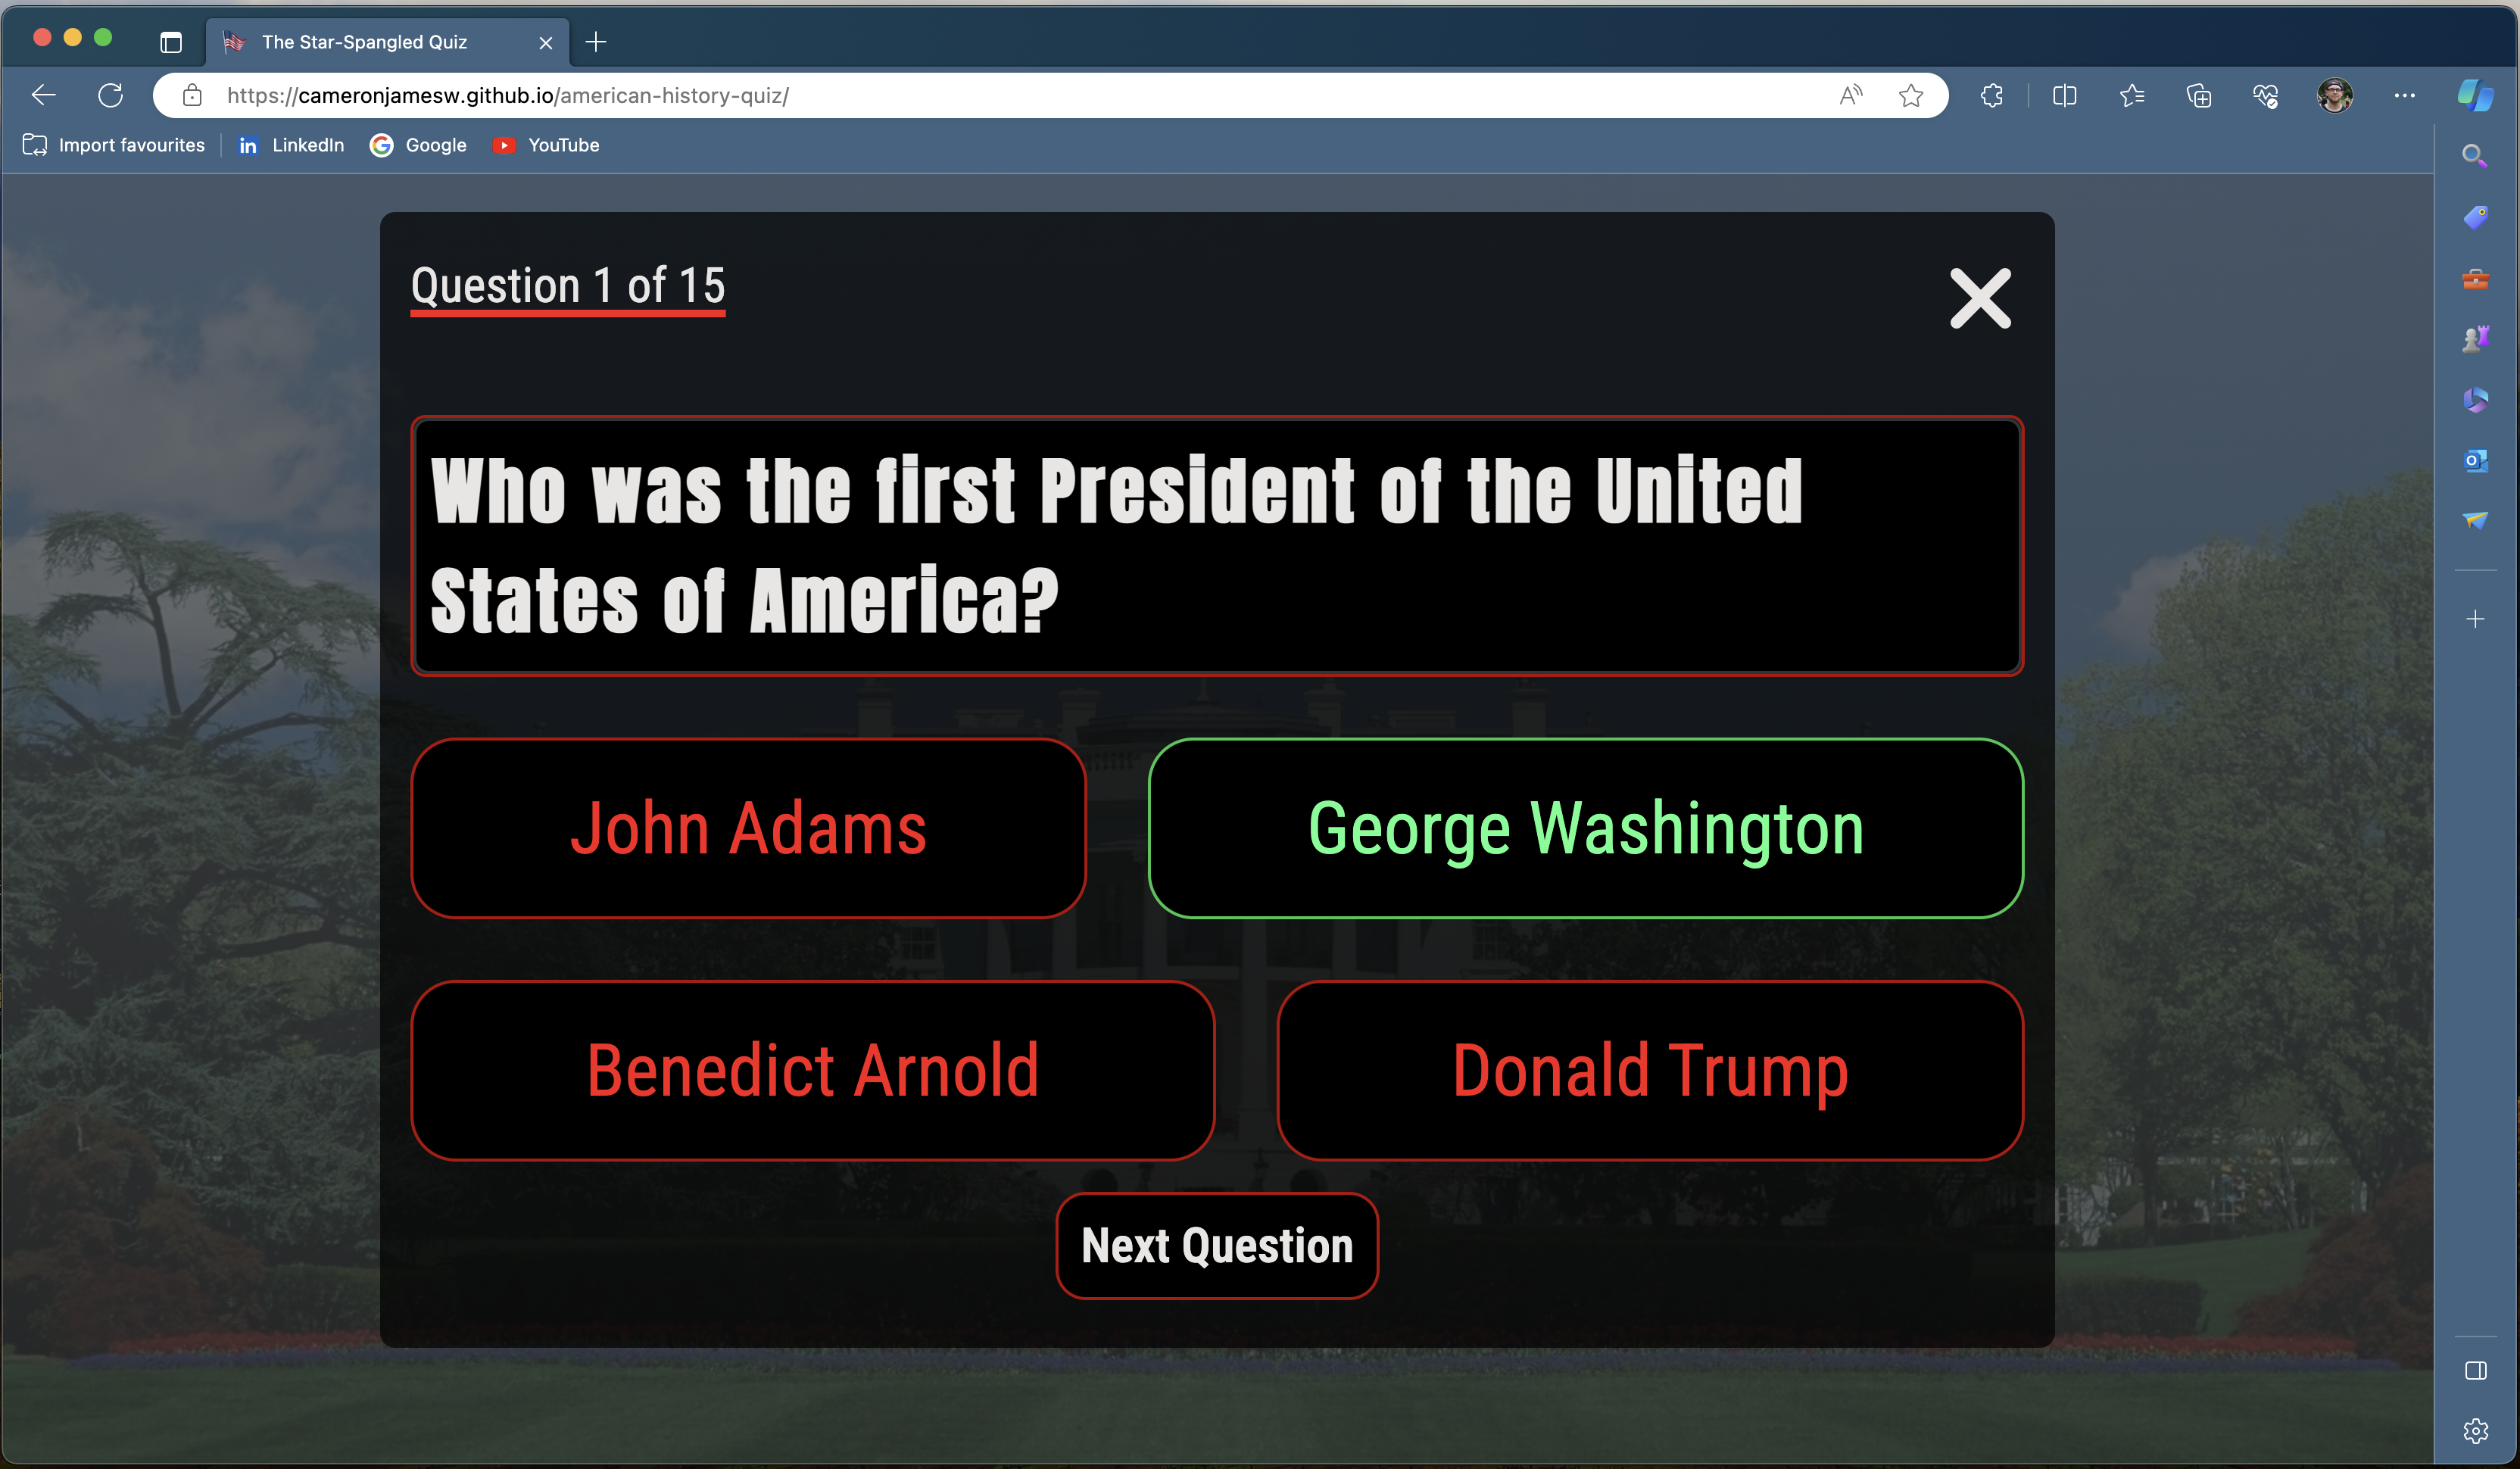 The Star-Spangled Quiz
https://cameronjamesw.github.io/american-history-quiz/
Import favourites LinkedIn Google YouTube
Question 1 of 15
Who was the first President of the United
States of America?
John Adams George Washington
Benedict Arnold Donald Trump
Next Question